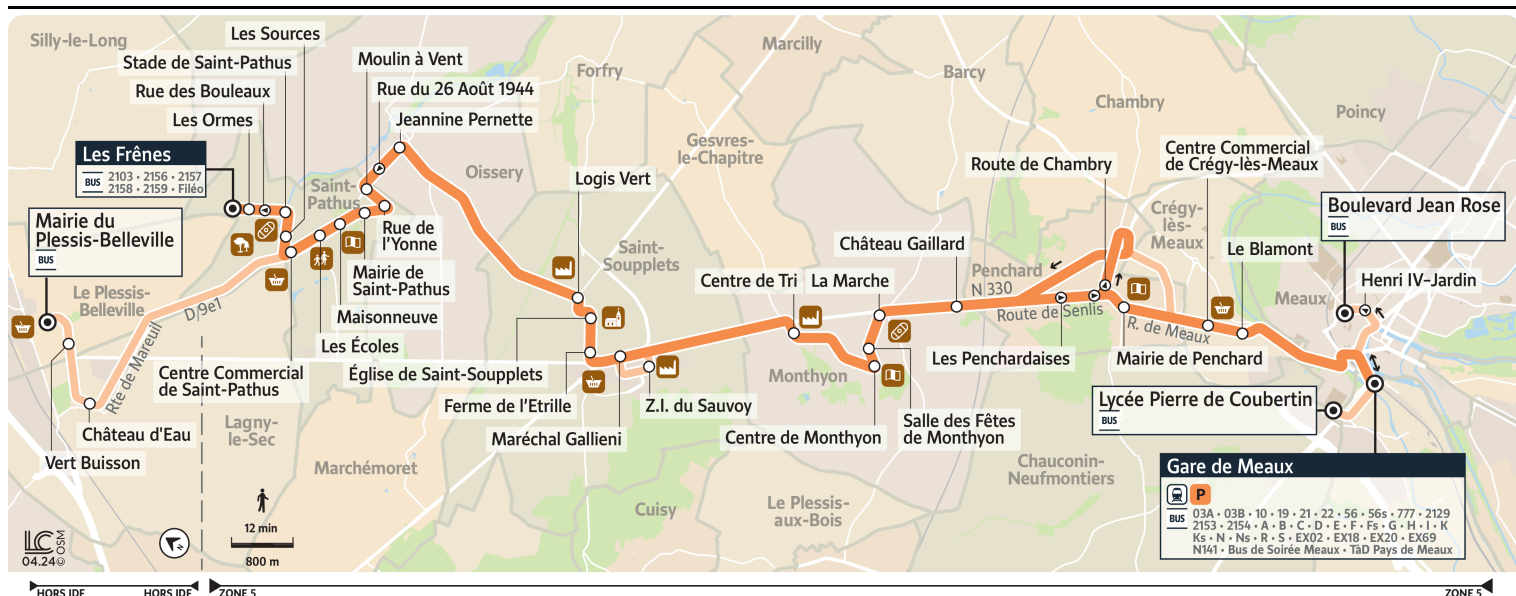 Silly-le-Long
Les Sources
Stade de Saint-Pathus
Rue des Bouleaux
Les Ormes
Les Frênes
BUS
2103 • 2156 • 2157
2158 • 2159 • Filéo
Mairie du
Plessis-Belleville
BUS
Le Plessis-
Belleville
Saint-
Pathus
Moulin à Vent
Rue du 26 Août 1944
Jeannine Pernette
Forfry
Oissery
Marcilly
Gesvres-
le-Chapitre
Barcy
Chambry
Poincy
Logis Vert
Saint-
Soupplets
Rue de
l'Yonne
Mairie de
Saint-Pathus
Maisonneuve
Les Écoles
Église de Saint-Soupplets
Centre Commercial
de Saint-Pathus
D 9e1
Rte de Mareuil
Château d'Eau
Vert Buisson
Lagny-
le-Sec
Marchémoret
Ferme de l'Etrille
Maréchal Gallieni
Z.I. du Sauvoy
Cuisy
Centre de Tri
La Marche
Château Gaillard
Monthyon
Centre de Monthyon
Salle des Fêtes
de Monthyon
Le Plessis-
aux-Bois
Chauconin-
Neufmontiers
Route de Chambry
Penchard
N 330
Route de Senlis
Les Penchardaises
Mairie de Penchard
R. de Meaux
Centre Commercial
de Crégy-lès-Meaux
Crégy-
lès-
Meaux
Le Blamont
Boulevard Jean Rose
BUS
Henri IV–Jardin
Meaux
Lycée Pierre de Coubertin
BUS
Gare de Meaux
P
BUS
03A • 03B • 10 • 19 • 21 • 22 • 56 • 56s • 777 • 2129
2153 • 2154 • A • B • C • D • E • F • Fs • G • H • I • K
Ks • N • Ns • R • S • EX02 • EX18 • EX20 • EX69
N141 • Bus de Soirée Meaux • TàD Pays de Meaux
12 min
800 m
LC
04.24 © OSM
N
HORS IDF
HORS IDF
ZONE 5
ZONE 5